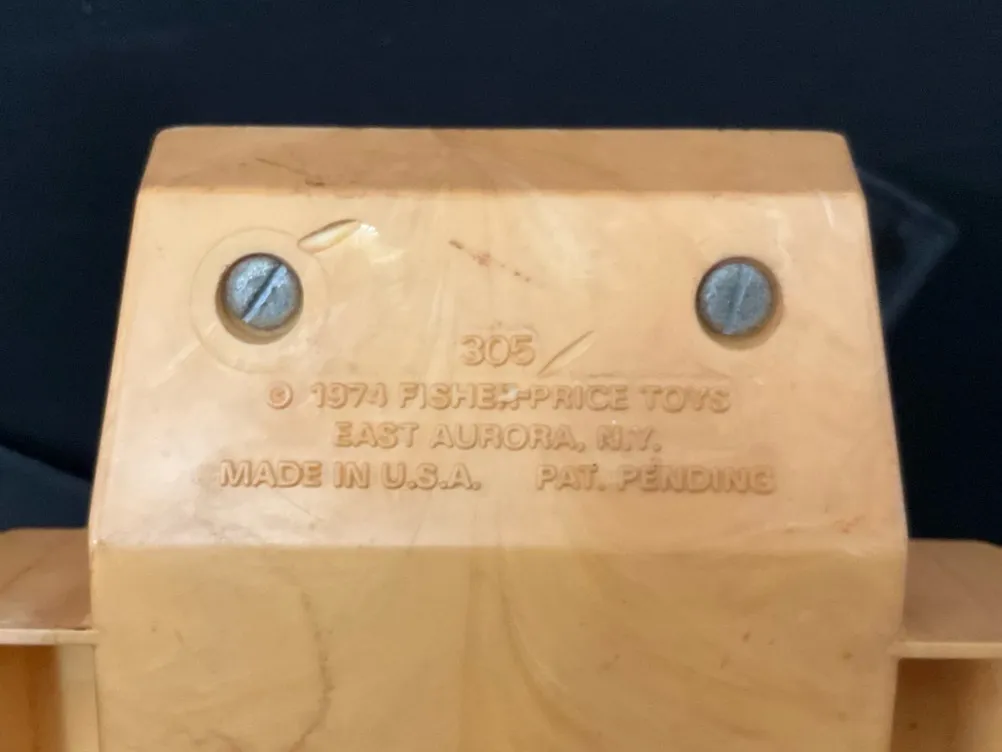 305
© 1974 FISHER-PRICE TOYS
EAST AURORA, N.Y.
MADE IN U.S.A. PAT. PENDING